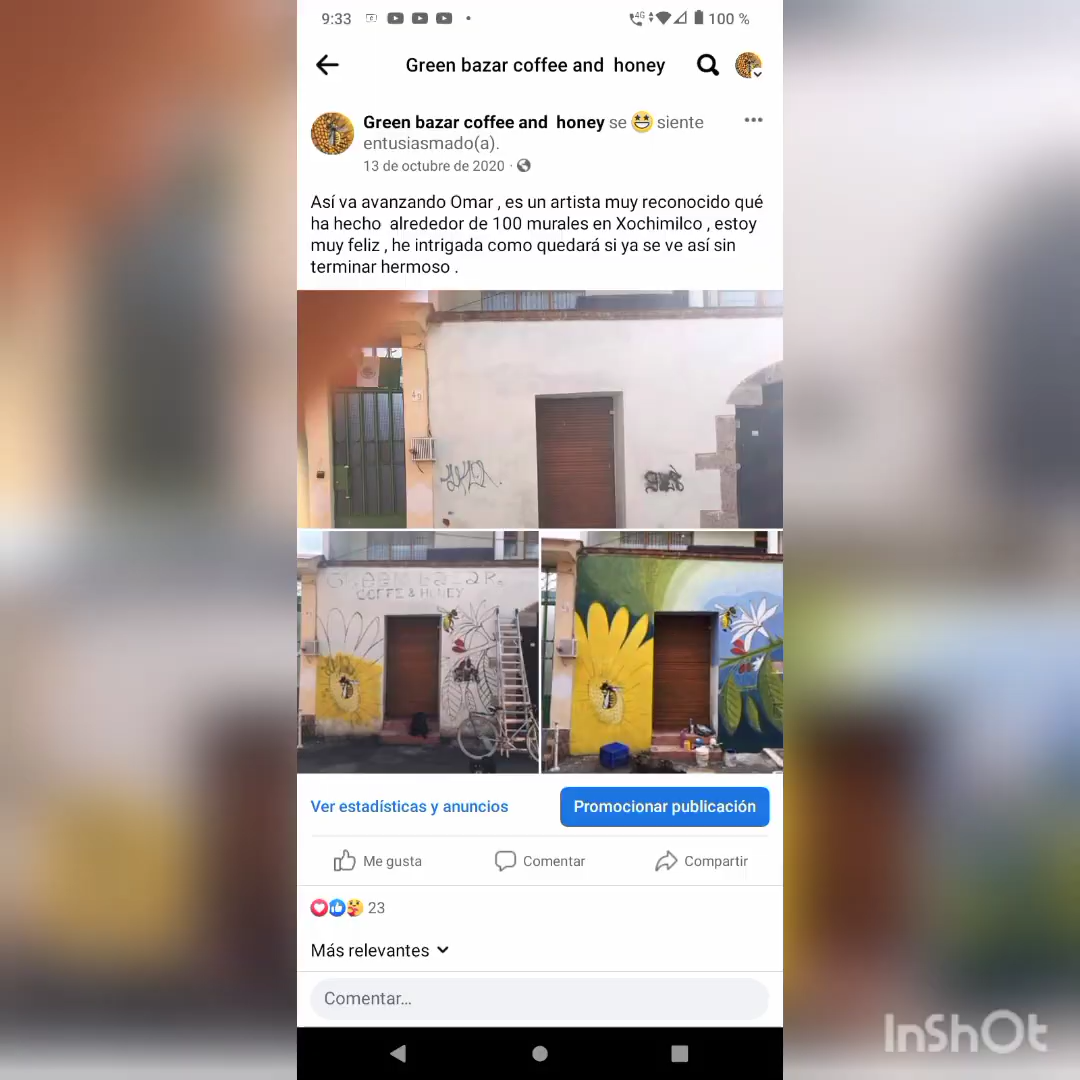 9:33
4G
100 %
Green bazar coffee and honey
Green bazar coffee and honey se 🤩 siente
entusiasmado(a).
13 de octubre de 2020 ·
Así va avanzando Omar , es un artista muy reconocido qué
ha hecho alrededor de 100 murales en Xochimilco , estoy
muy feliz , he intrigada como quedará si ya se ve así sin
terminar hermoso .
COFFE & HONEY
Ver estadísticas y anuncios
Promocionar publicación
Me gusta
Comentar
Compartir
23
Más relevantes
Comentar...
InShOt